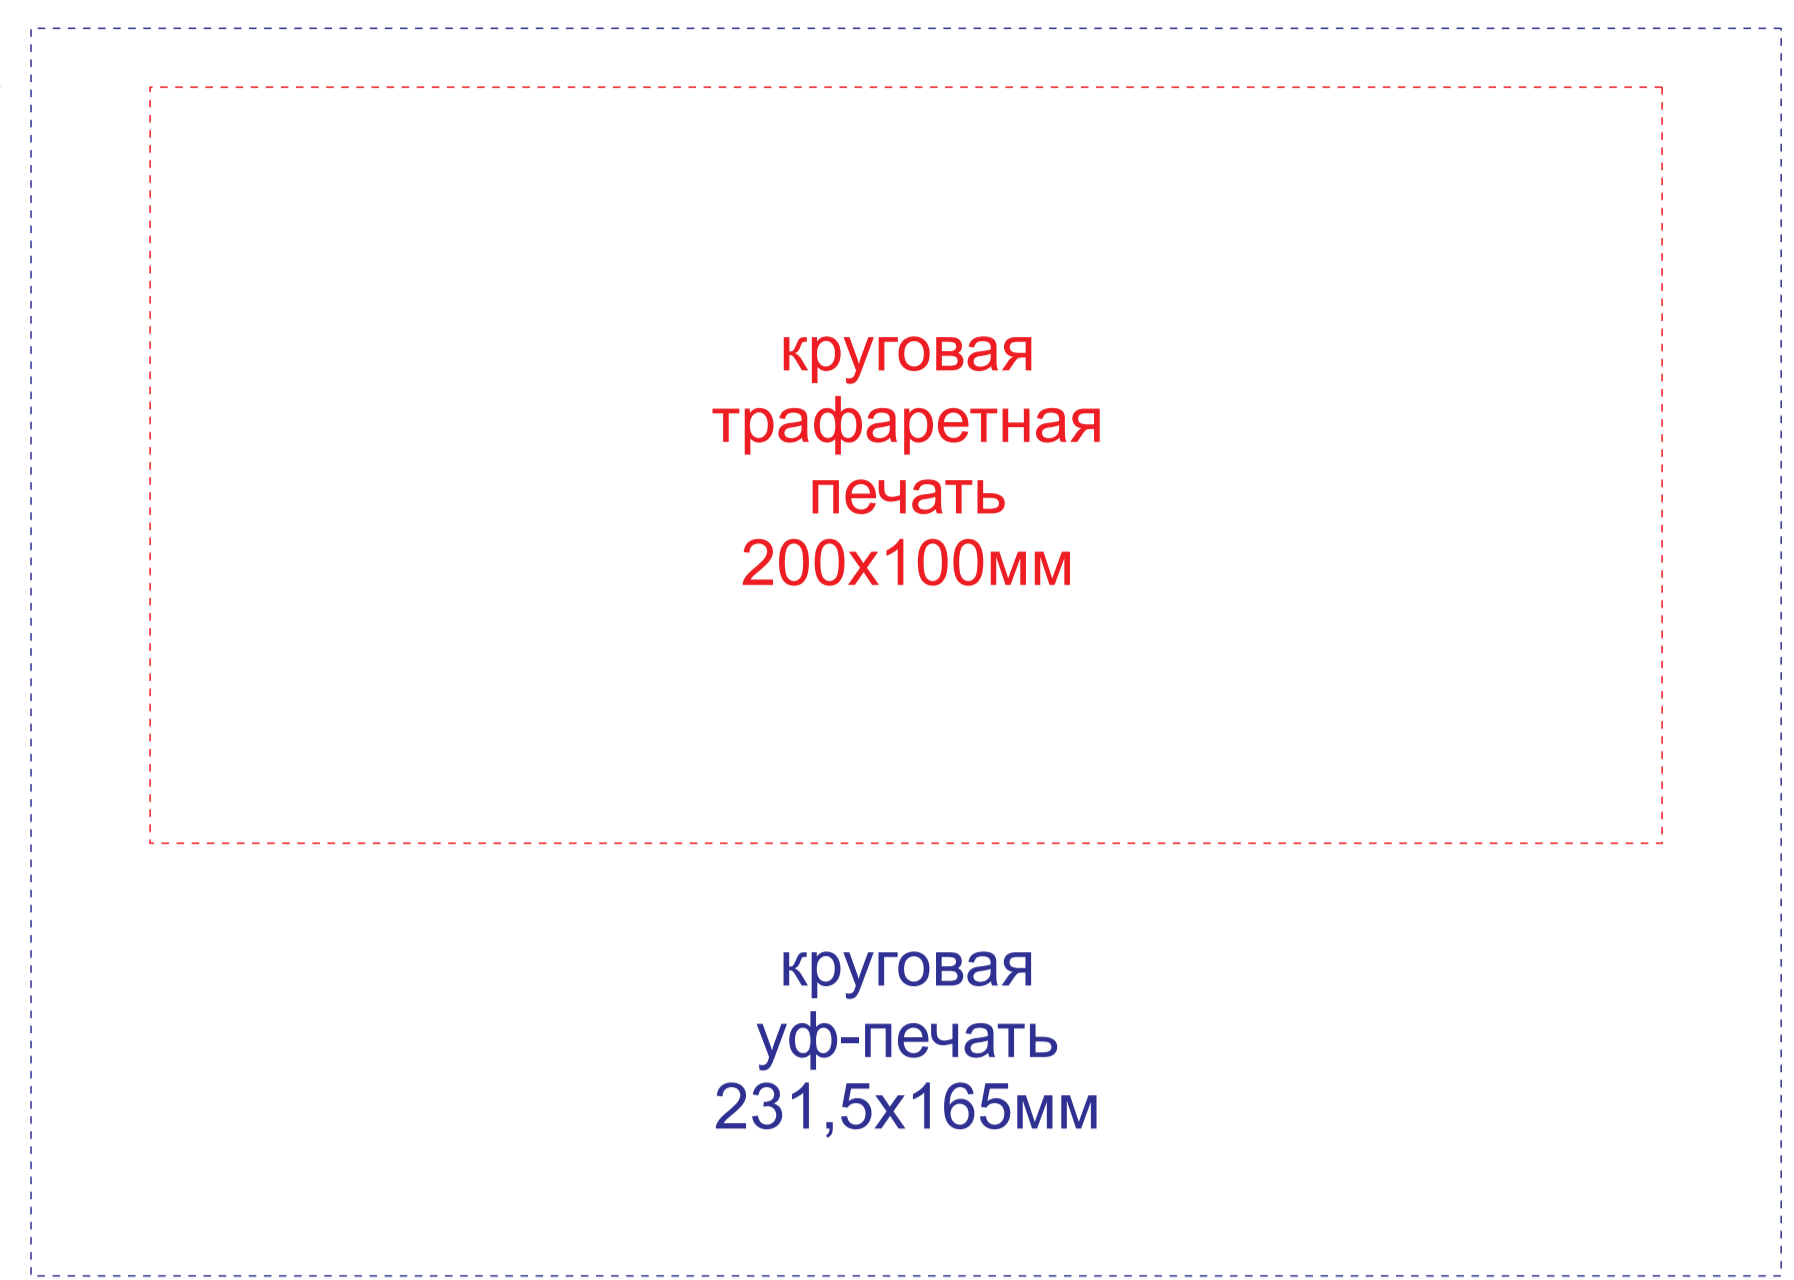 круговая
трафаретная
печать
200х100мм
круговая
уф-печать
231,5х165мм